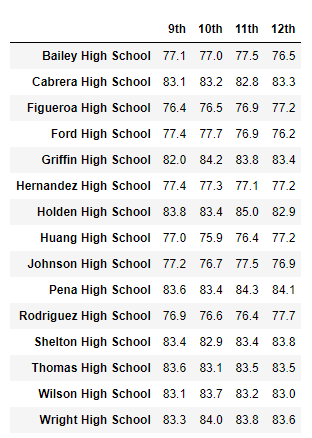 9th 10th 11th 12th
Bailey High School 77.1 77.0 77.5 76.5
Cabrera High School 83.1 83.2 82.8 83.3
Figueroa High School 76.4 76.5 76.9 77.2
Ford High School 77.4 77.7 76.9 76.2
Griffin High School 82.0 84.2 83.8 83.4
Hernandez High School 77.4 77.3 77.1 77.2
Holden High School 83.8 83.4 85.0 82.9
Huang High School 77.0 75.9 76.4 77.2
Johnson High School 77.2 76.7 77.5 76.9
Pena High School 83.6 83.4 84.3 84.1
Rodriguez High School 76.9 76.6 76.4 77.7
Shelton High School 83.4 82.9 83.4 83.8
Thomas High School 83.6 83.1 83.5 83.5
Wilson High School 83.1 83.7 83.2 83.0
Wright High School 83.3 84.0 83.8 83.6